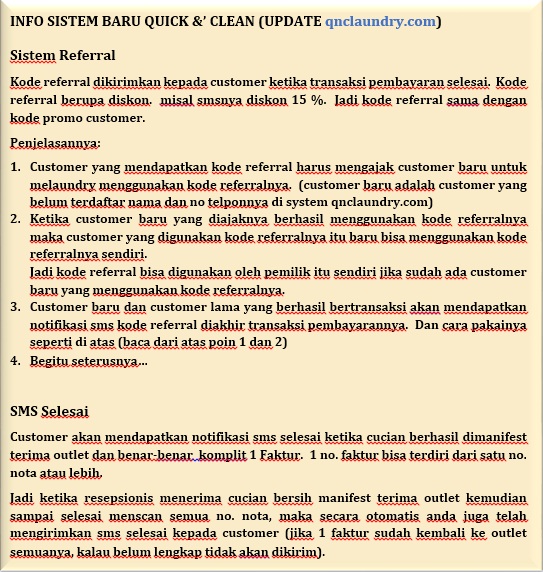 INFO SISTEM BARU QUICK &' CLEAN (UPDATE qnclaundry.com)
Sistem Referral
Kode referral dikirimkan kepada customer ketika transaksi pembayaran selesai. Kode
referral berupa diskon. misal smsnya diskon 15 %. Jadi kode referral sama dengan
kode promo customer.
Penjelasannya:
1. Customer yang mendapatkan kode referral harus mengajak customer baru untuk
melaundry menggunakan kode referralnya. (customer baru adalah customer yang
belum terdaftar nama dan no telponnya di system qnclaundry.com)
2. Ketika customer baru yang diajaknya berhasil menggunakan kode referralnya
maka customer yang digunakan kode referralnya itu baru bisa menggunakan kode
referralnya sendiri.
Jadi kode referral bisa digunakan oleh pemilik itu sendiri jika sudah ada customer
baru yang menggunakan kode referralnya.
3. Customer baru dan customer lama yang berhasil bertransaksi akan mendapatkan
notifikasi sms kode referral diakhir transaksi pembayarannya. Dan cara pakainya
seperti di atas (baca dari atas poin 1 dan 2)
4. Begitu seterusnya...
SMS Selesai
Customer akan mendapatkan notifikasi sms selesai ketika cucian berhasil dimanifest
terima outlet dan benar-benar komplit 1 Faktur. 1 no. faktur bisa terdiri dari satu no.
nota atau lebih.
Jadi ketika resepsionis menerima cucian bersih manifest terima outlet kemudian
sampai selesai menscan semua no. nota, maka secara otomatis anda juga telah
mengirimkan sms selesai kepada customer (jika 1 faktur sudah kembali ke outlet
semuanya, kalau belum lengkap tidak akan dikirim).